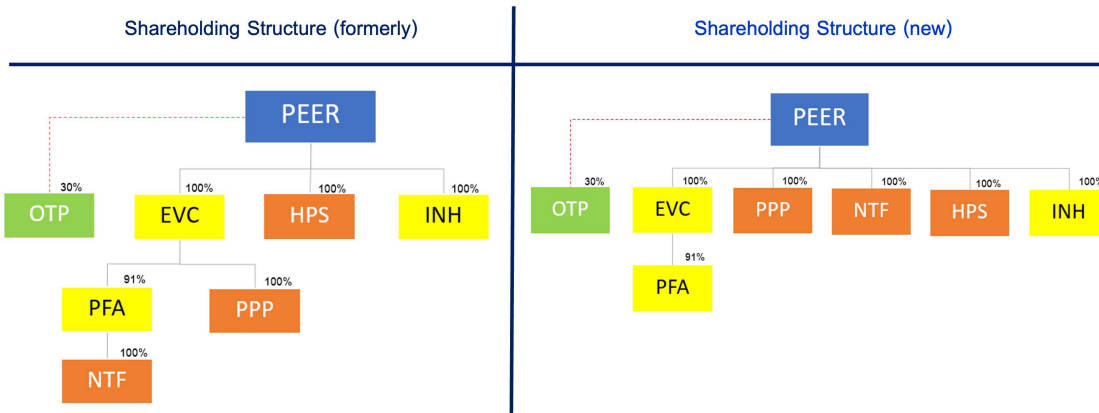 Shareholding Structure (formerly)
PEER
30%
100%
100%
100%
OTP
EVC
HPS
INH
91%
100%
PFA
PPP
100%
NTF
Shareholding Structure (new)
PEER
30%
100%
100%
100%
100%
100%
OTP
EVC
PPP
NTF
HPS
INH
91%
PFA